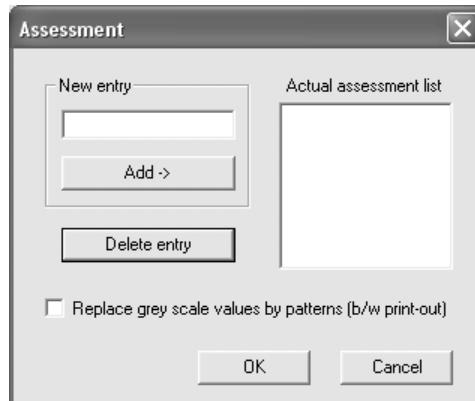 Assessment
New entry
Actual assessment list
Add ->
Delete entry
Replace grey scale values by patterns (b/w print-out)
OK
Cancel